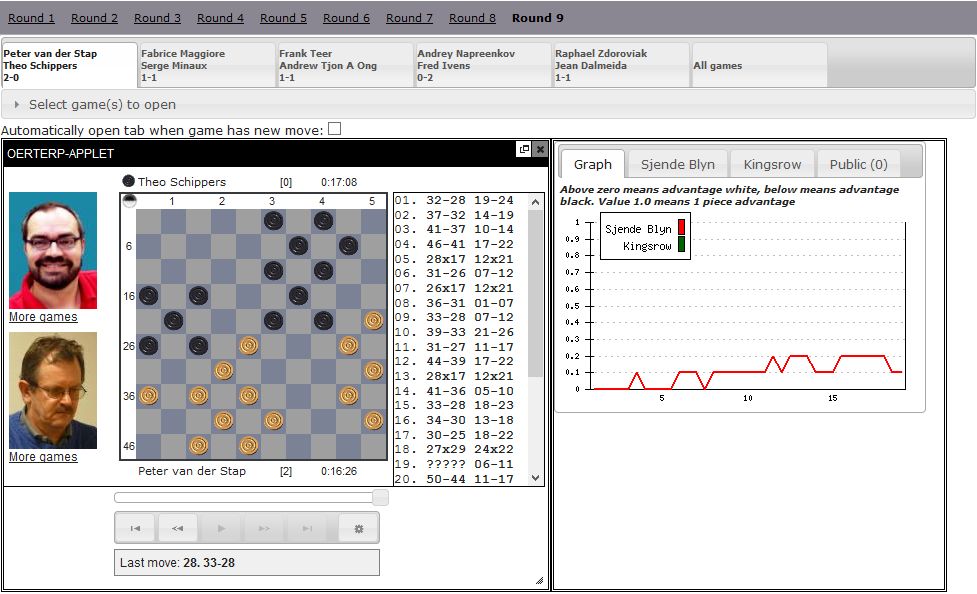 Round 1 Round 2 Round 3 Round 4 Round 5 Round 6 Round 7 Round 8 Round 9
Peter van der Stap
Theo Schippers
2-0
Fabrice Maggiore
Serge Minaux
1-1
Frank Teer
Andrew Tjon A Ong
1-1
Andrey Napreenkov
Fred Ivens
0-2
Raphael Zdoroviak
Jean Dalmeida
1-1
All games
Select game(s) to open
Automatically open tab when game has new move:
OERTERP-APPLET
Theo Schippers [0] 0:17:08
1 2 3 4 5
6
16
26
36
46
More games
More games
Peter van der Stap [2] 0:16:26
01. 32-28 19-24
02. 37-32 14-19
03. 41-37 10-14
04. 46-41 17-22
05. 28x17 12x21
06. 31-26 07-12
07. 26x17 12x21
08. 36-31 01-07
09. 33-28 07-12
10. 39-33 21-26
11. 31-27 11-17
12. 44-39 17-22
13. 28x17 12x21
14. 41-36 05-10
15. 33-28 18-23
16. 34-30 13-18
17. 30-25 18-22
18. 27x29 24x22
19. ????? 06-11
20. 50-44 11-17
Last move: 28. 33-28
Graph Sjende Blyn Kingsrow Public (0)
Above zero means advantage white, below means advantage
black. Value 1.0 means 1 piece advantage
Sjende Blyn
Kingsrow
1
0.9
0.8
0.7
0.6
0.5
0.4
0.3
0.2
0.1
0
5 10 15